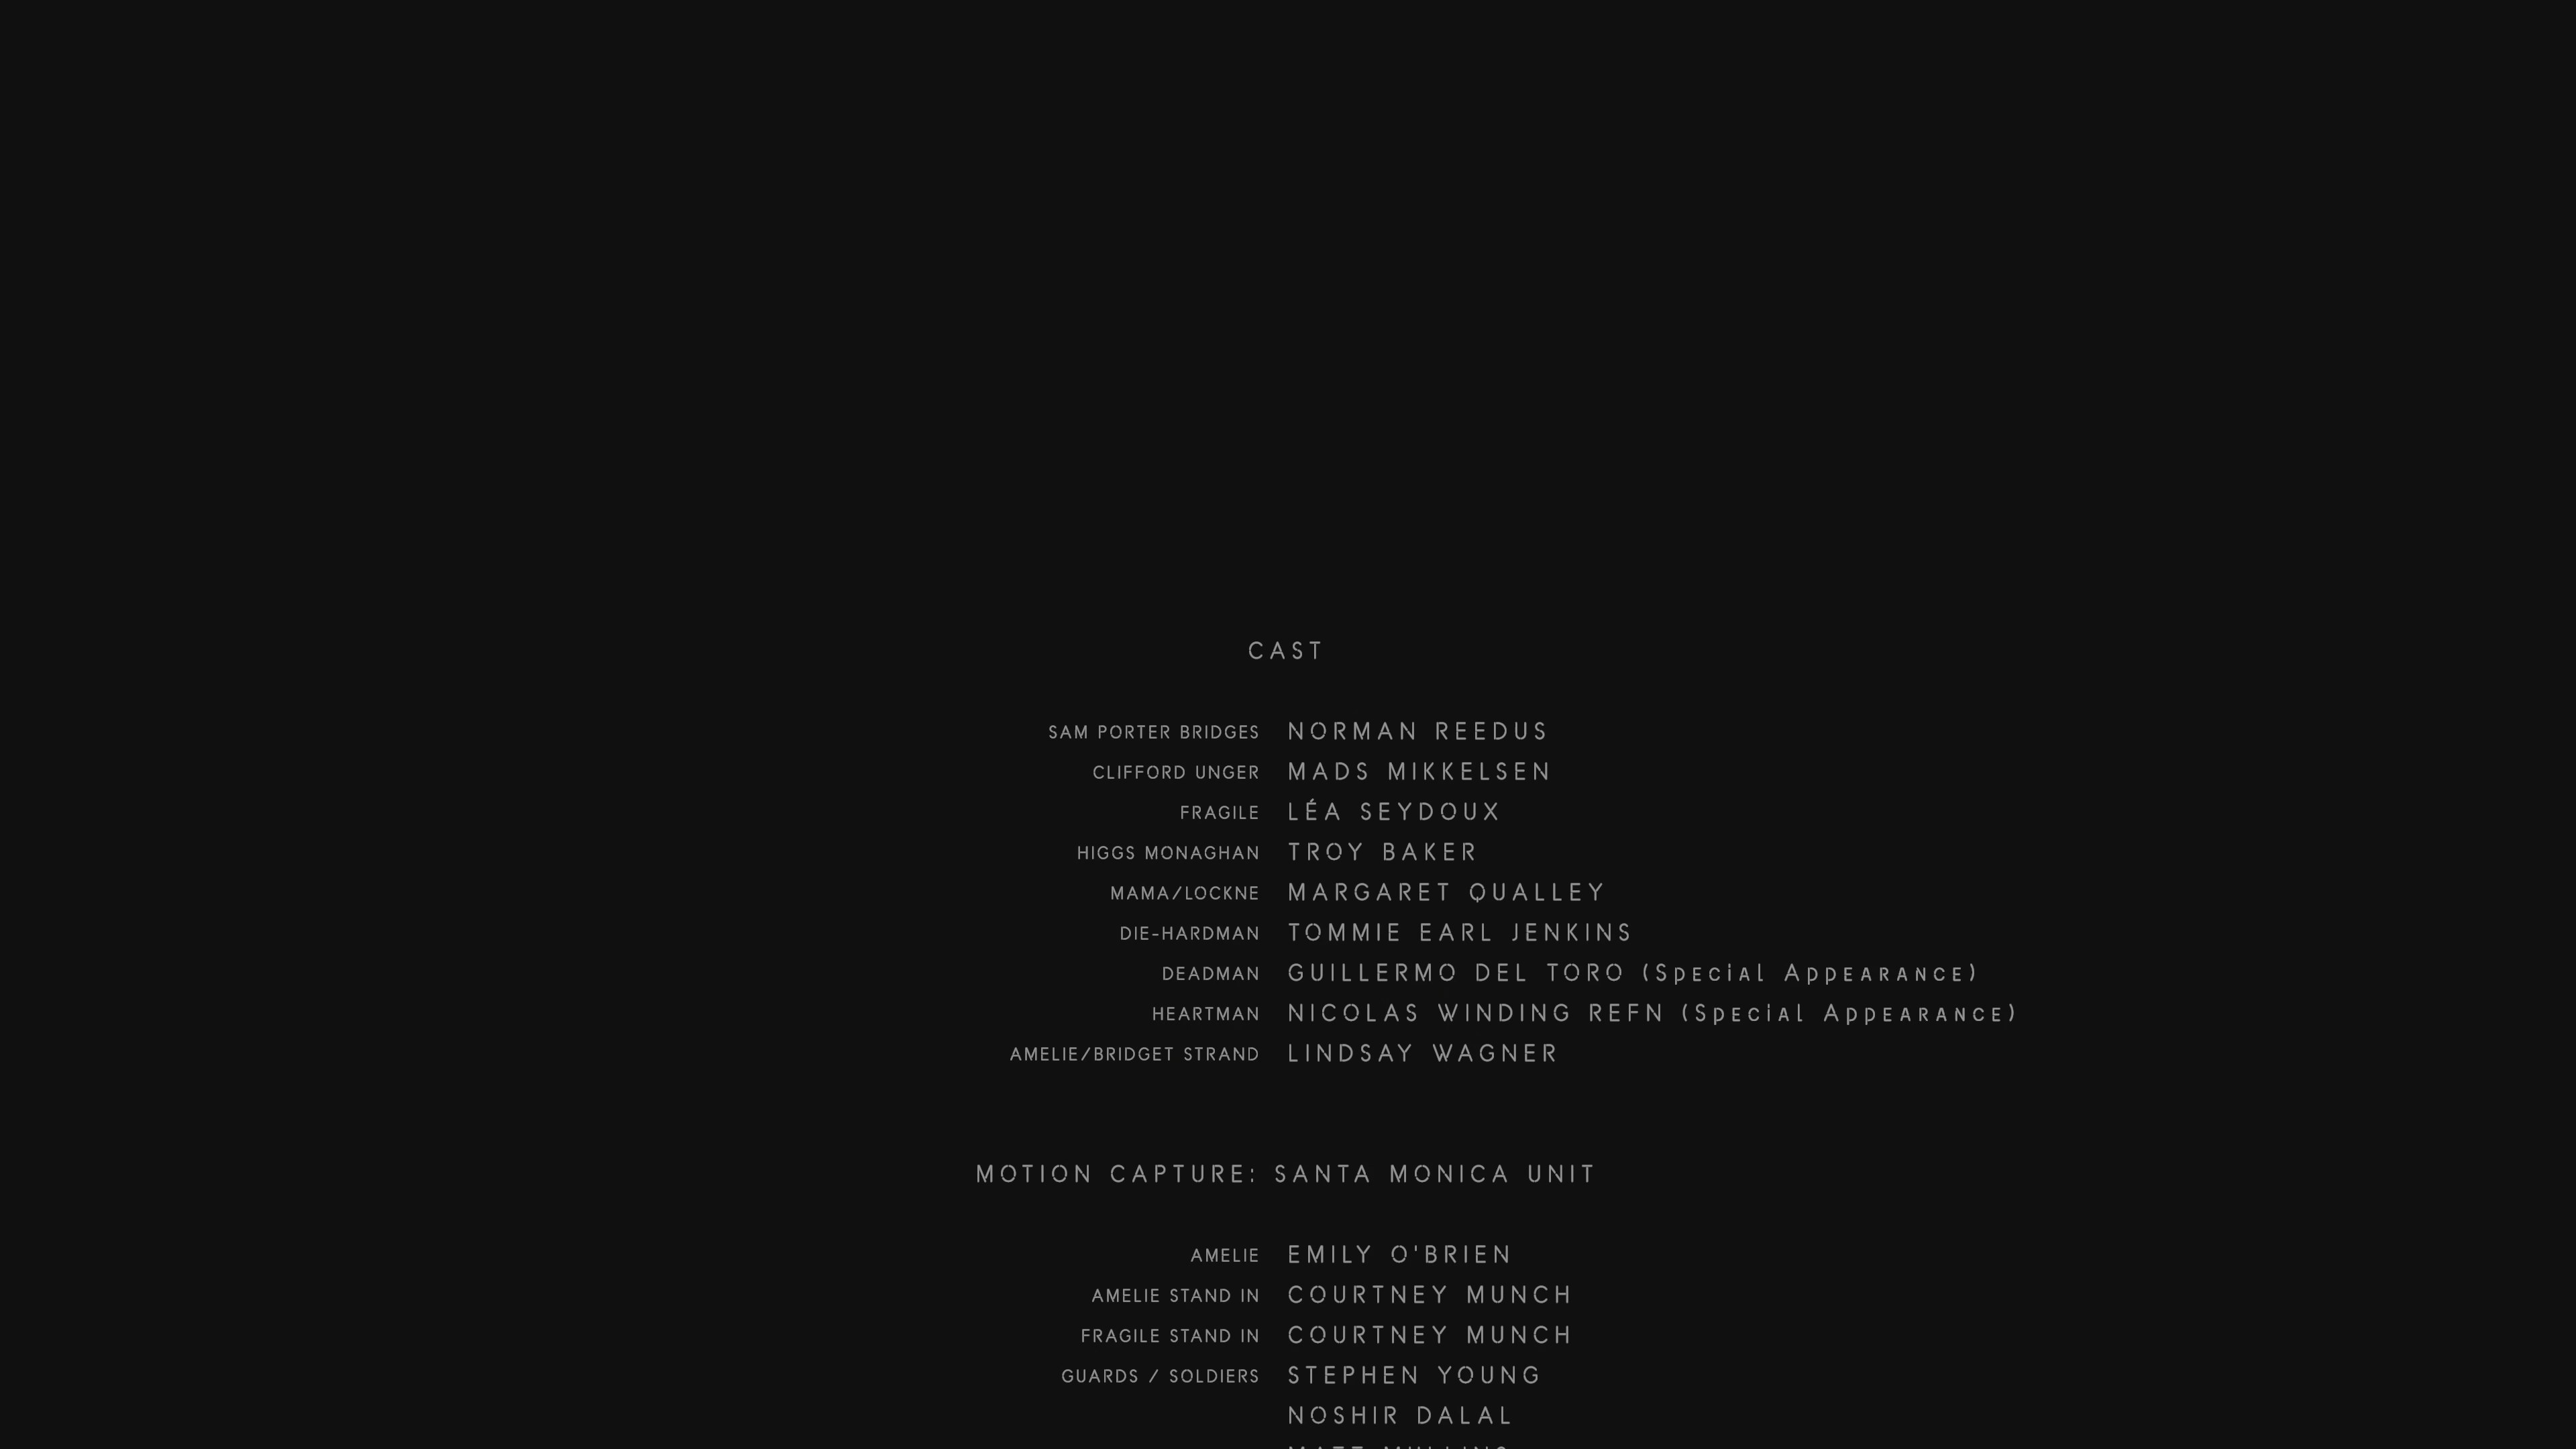 CAST
SAM PORTER BRIDGES NORMAN REEDUS
CLIFFORD UNGER MADS MIKKELSEN
FRAGILE LÉA SEYDOUX
HIGGS MONAGHAN TROY BAKER
MAMA/LOCKNE MARGARET QUALLEY
DIE-HARDMAN TOMMIE EARL JENKINS
DEADMAN GUILLERMO DEL TORO (Special Appearance)
HEARTMAN NICOLAS WINDING REFN (Special Appearance)
AMELIE/BRIDGET STRAND LINDSAY WAGNER
MOTION CAPTURE: SANTA MONICA UNIT
AMELIE EMILY O'BRIEN
AMELIE STAND IN COURTNEY MUNCH
FRAGILE STAND IN COURTNEY MUNCH
GUARDS / SOLDIERS STEPHEN YOUNG
NOSHIR DALAL